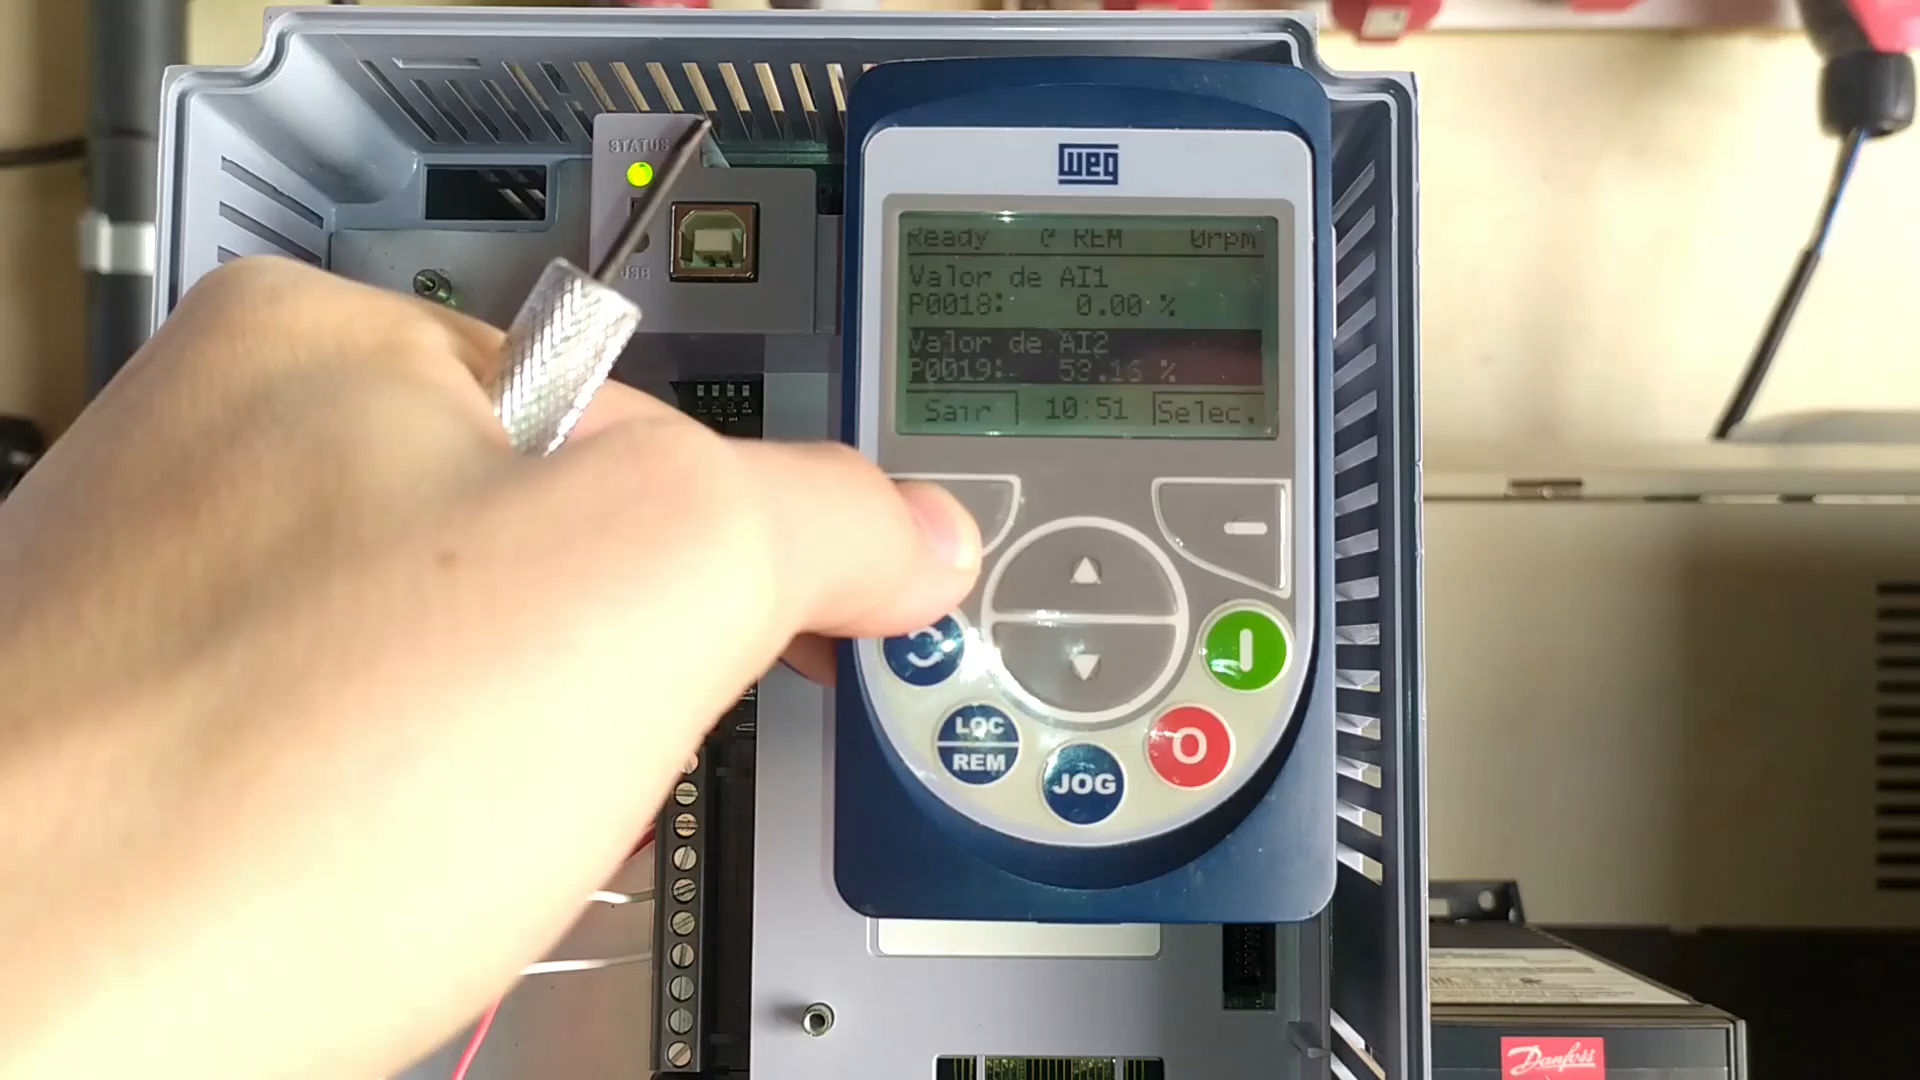 STATUS
USB
weg
Ready REM 0rpm
Valor de AI1
P0018: 0.00 %
Valor de AI2
P0019: 53.16 %
Sair 10:51 Selec.
LOC
REM
JOG
Danfoss